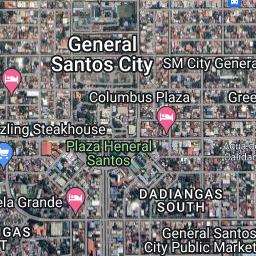 General
Santos City
SM City General
Columbus Plaza
Gree
zling Steakhouse
Plaza Heneral
Santos
ela Grande
DADIANGAS
SOUTH
GAS
T
General Santos
City Public Market